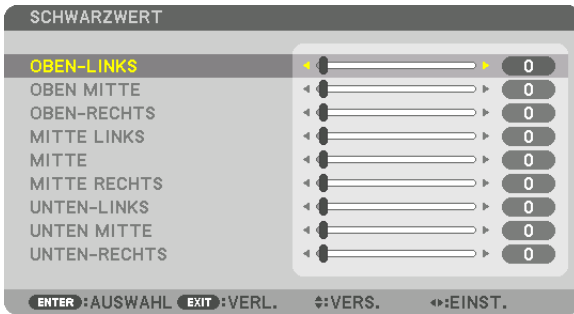 SCHWARZWERT
OBEN-LINKS 0
OBEN MITTE 0
OBEN-RECHTS 0
MITTE LINKS 0
MITTE 0
MITTE RECHTS 0
UNTEN-LINKS 0
UNTEN MITTE 0
UNTEN-RECHTS 0
ENTER :AUSWAHL EXIT :VERL. :VERS. :EINST.